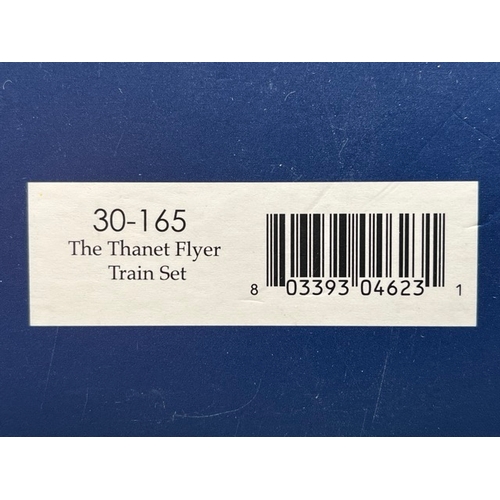 30-165
The Thanet Flyer
Train Set
8 03393 04623 1